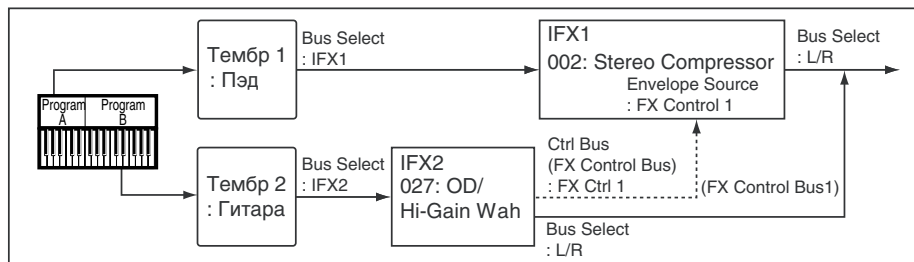 Program
A
Program
B
Тембр 1
: Пэд
Bus Select
: IFX1
IFX1
002: Stereo Compressor
Envelope Source
: FX Control 1
Bus Select
: L/R
Тембр 2
: Гитара
Bus Select
: IFX2
IFX2
027: OD/
Hi-Gain Wah
Ctrl Bus
(FX Control Bus)
: FX Ctrl 1
(FX Control Bus1)
Bus Select
: L/R